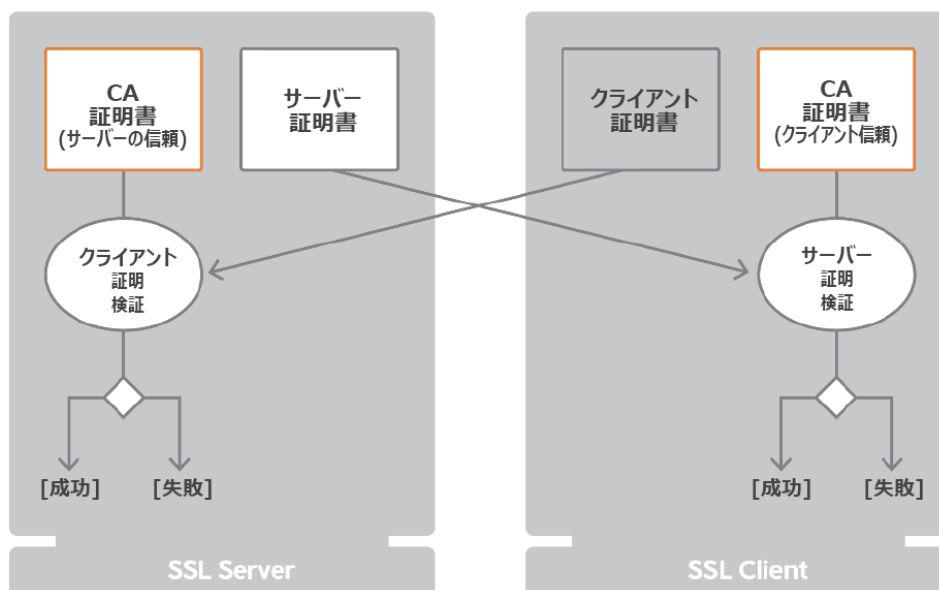 CA
証明書
(サーバーの信頼)
サーバー
証明書
クライアント
証明書
CA
証明書
(クライアント信頼)
クライアント
証明
検証
サーバー
証明
検証
[成功]
[失敗]
[成功]
[失敗]
SSL Server
SSL Client